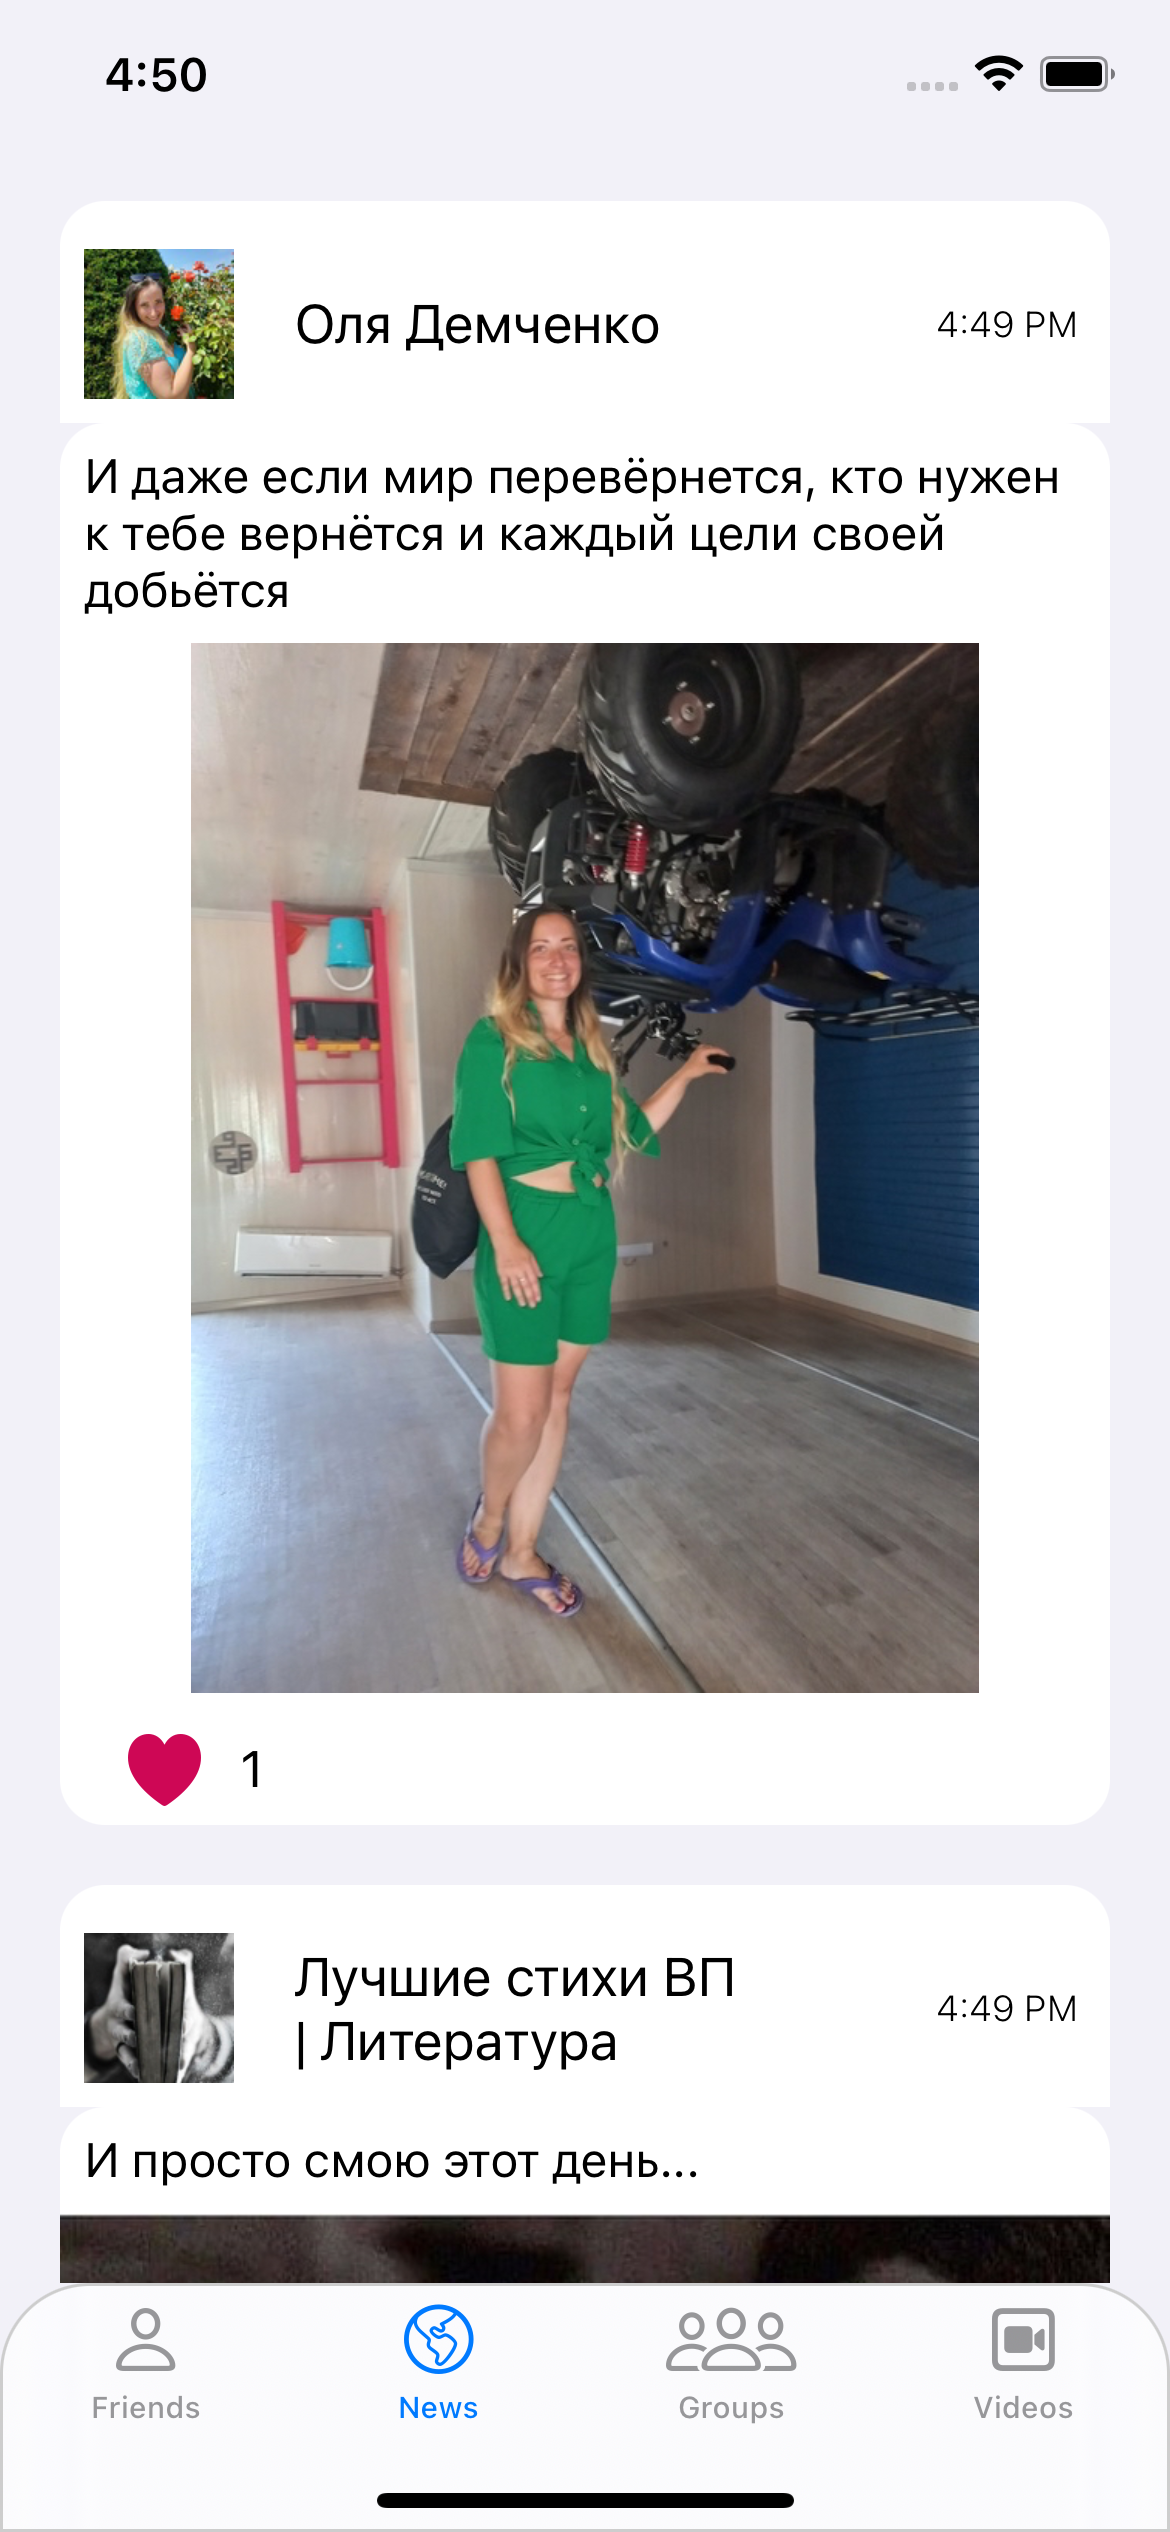 4:50
Оля Демченко
4:49 PM
И даже если мир перевёрнется, кто нужен
к тебе вернётся и каждый цели своей
добьётся
1
Лучшие стихи ВП
| Литература
4:49 PM
И просто смою этот день...
Friends
News
Groups
Videos